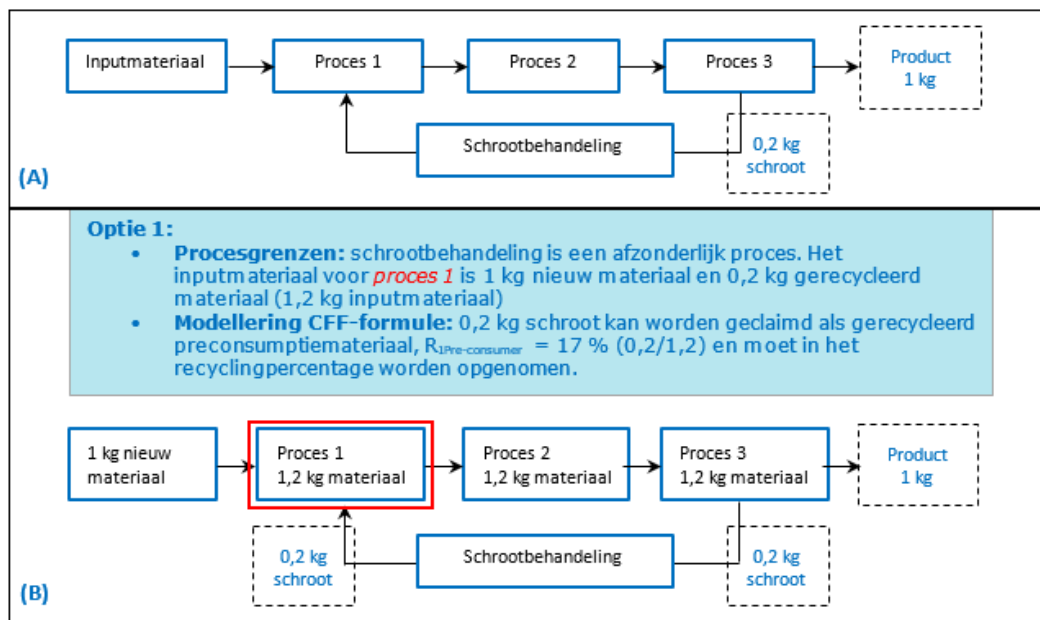 Inputmateriaal
Proces 1
Proces 2
Proces 3
Product
1 kg
Schrootbehandeling
0,2 kg
schroot
(A)
Optie 1:
• Procesgrenzen: schrootbehandeling is een afzonderlijk proces. Het
inputmateriaal voor proces 1 is 1 kg nieuw materiaal en 0,2 kg gerecycleerd
materiaal (1,2 kg inputmateriaal)
• Modellering CFF-formule: 0,2 kg schroot kan worden geclaimd als gerecycleerd
preconsumptiemateriaal, R1Pre-consumer = 17 % (0,2/1,2) en moet in het
recyclingpercentage worden opgenomen.
1 kg nieuw
materiaal
Proces 1
1,2 kg materiaal
Proces 2
1,2 kg materiaal
Proces 3
1,2 kg materiaal
Product
1 kg
0,2 kg
schroot
Schrootbehandeling
0,2 kg
schroot
(B)